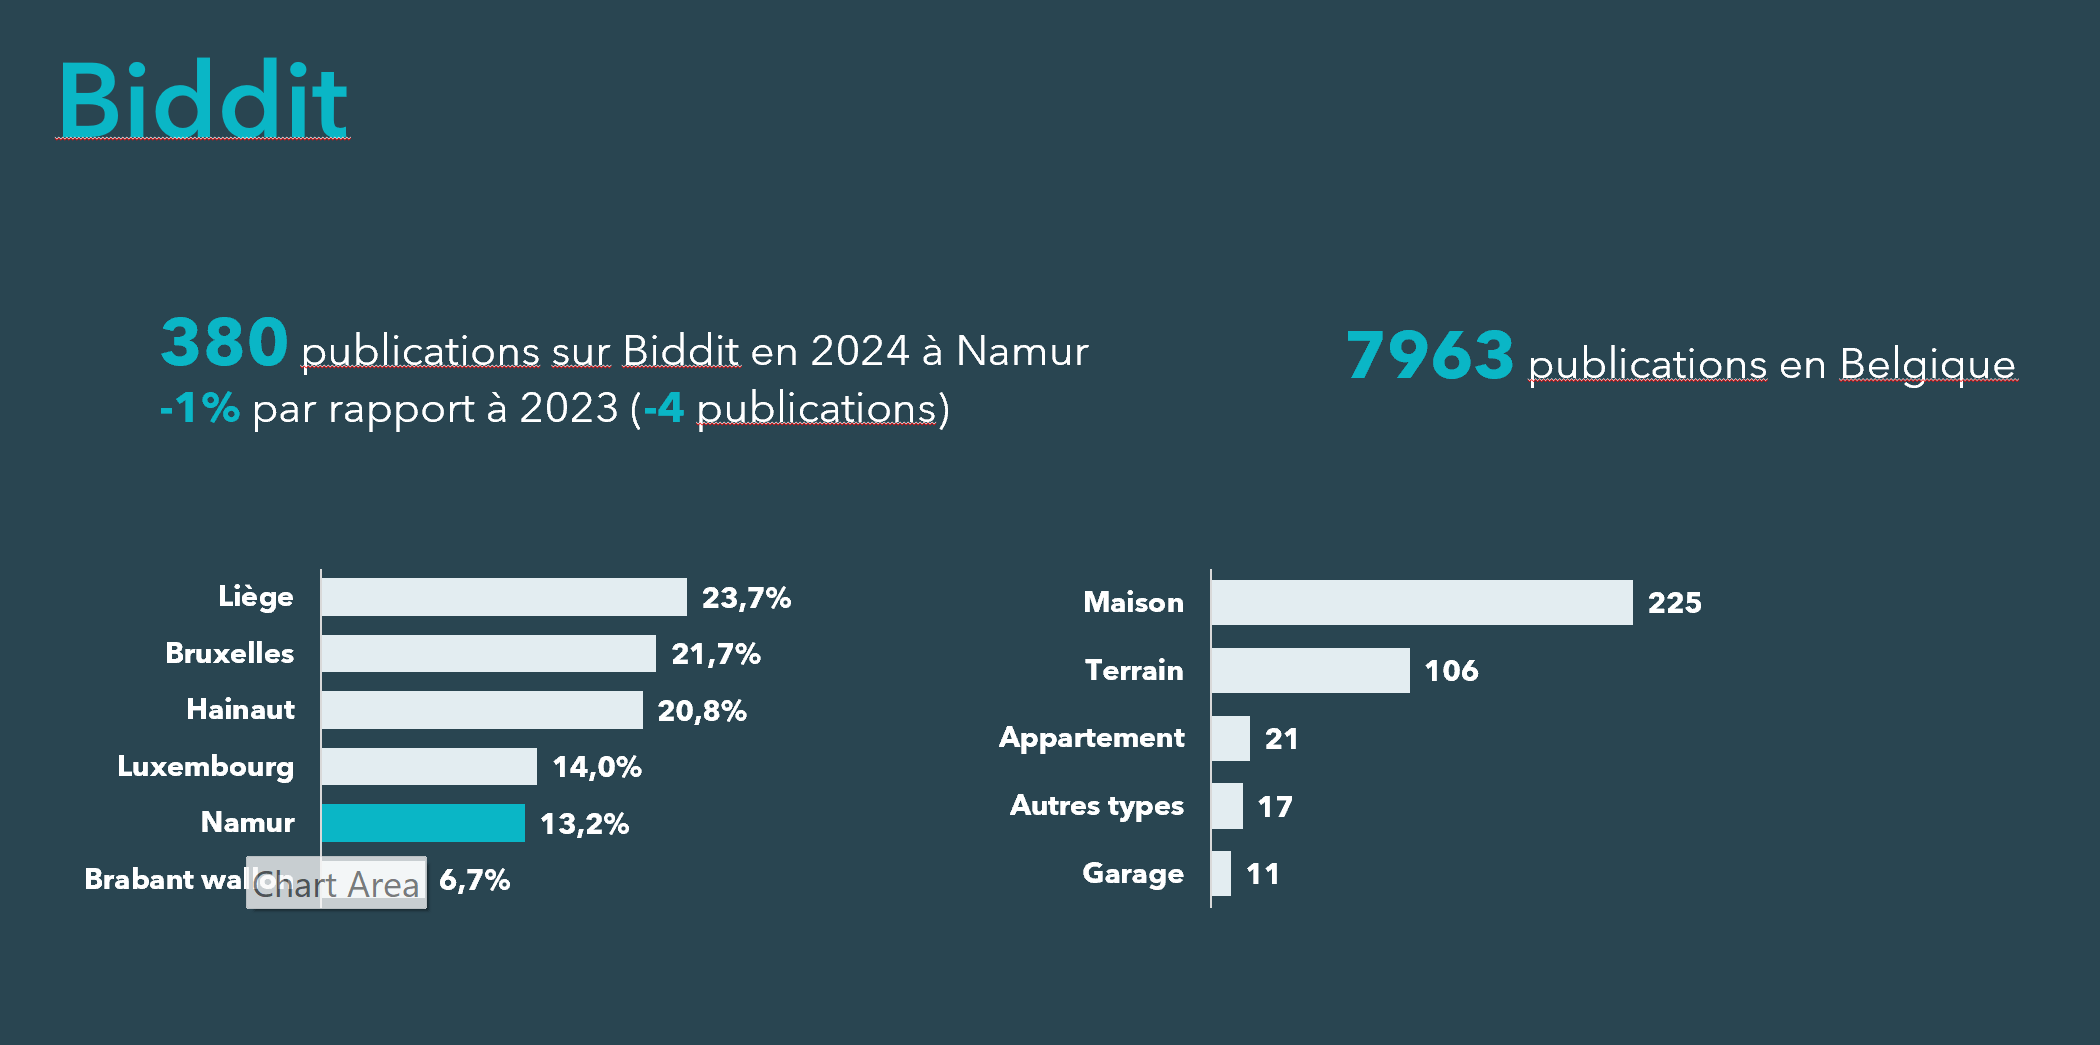 Biddit
380 publications sur Biddit en 2024 à Namur
-1% par rapport à 2023 (-4 publications)
7963 publications en Belgique
Liège 23,7%
Bruxelles 21,7%
Hainaut 20,8%
Luxembourg 14,0%
Namur 13,2%
Brabant wallon 6,7%
Chart Area
Maison 225
Terrain 106
Appartement 21
Autres types 17
Garage 11